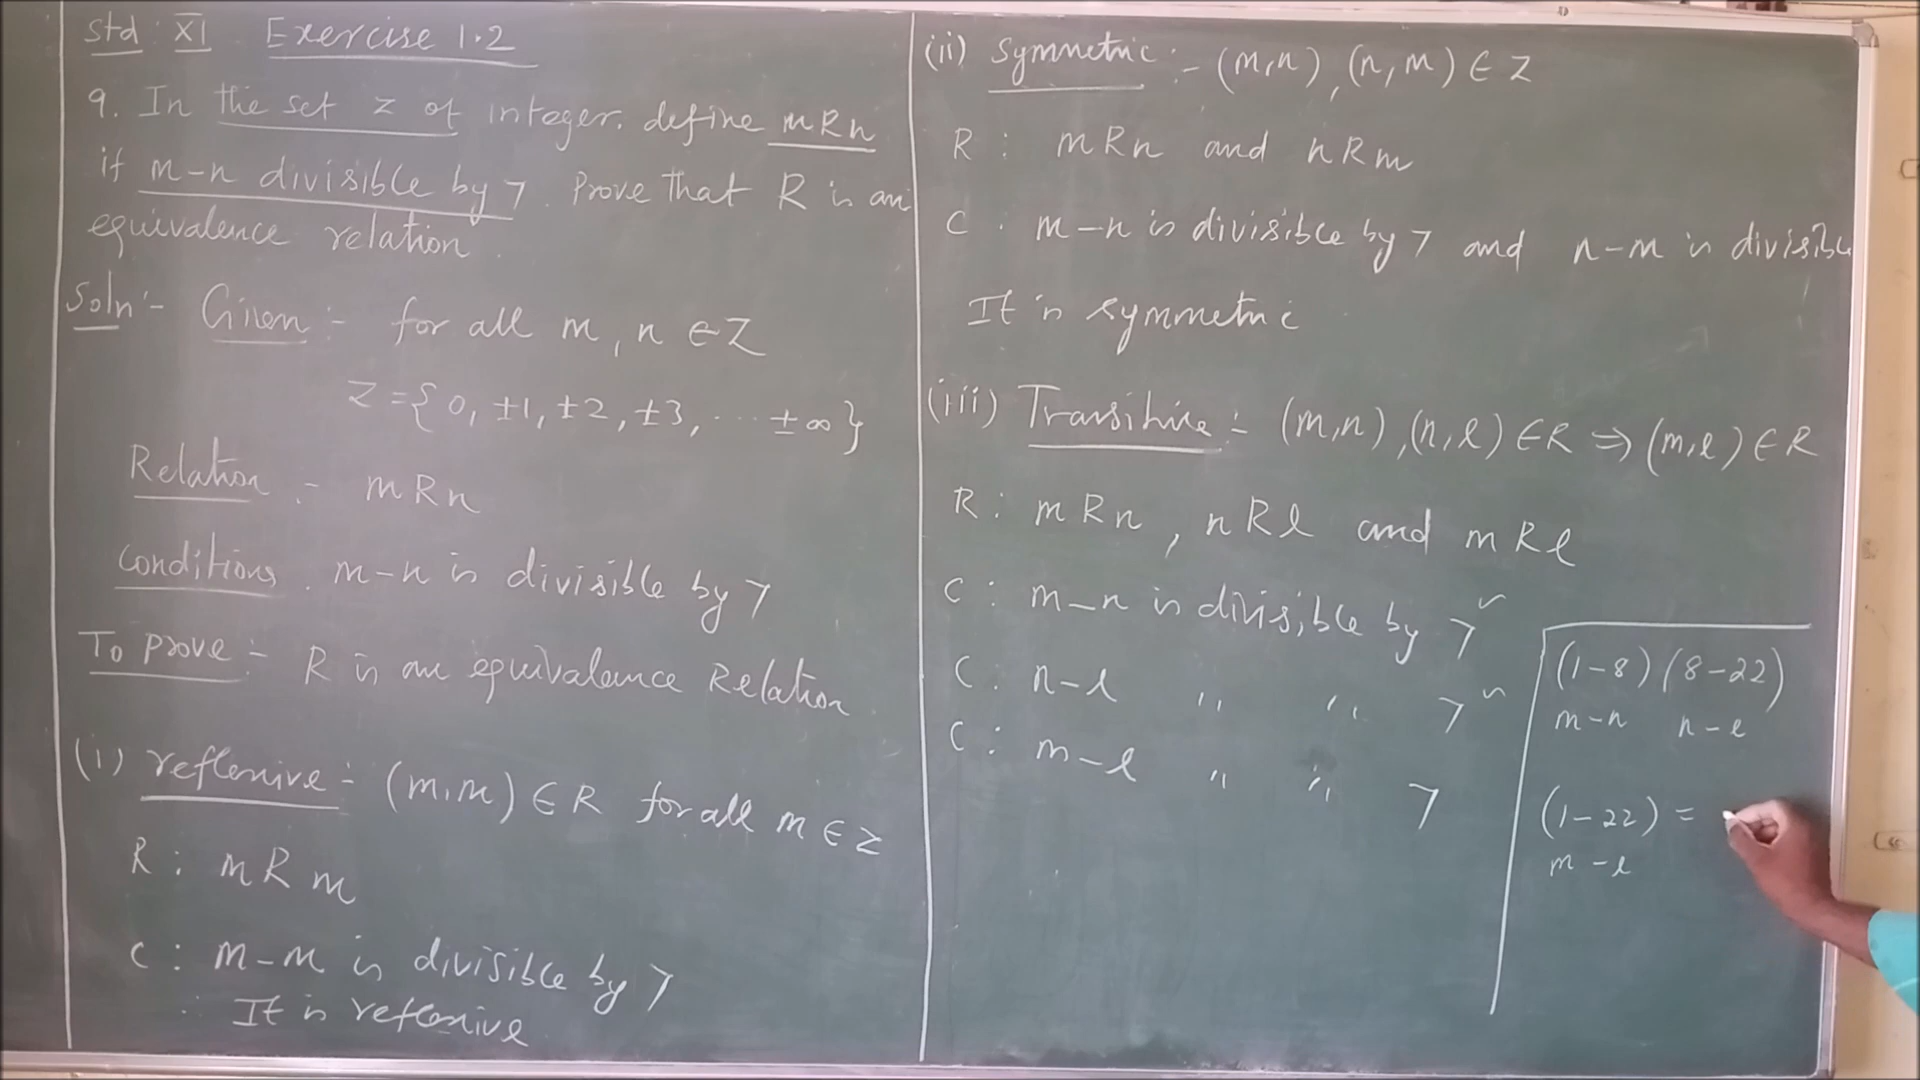 Std : XI Exercise 1.2
9. In the set Z of integer. define mRn
if m-n divisible by 7. Prove that R is an
equivalence relation.
Soln:- Given:- for all m, n ∈ Z
Z = {0, ±1, ±2, ±3, ... ±∞}
Relation :- mRn
Conditions . m-n is divisible by 7
To prove:- R is an equivalance Relation.
(i) reflexive:- (m,m) ∈ R for all m ∈ Z
R : mRm
C : m-m is divisible by 7
∴ It is reflexive
(ii) Symmetric :- (m,n), (n,m) ∈ Z
R : mRn and nRm
C : m-n is divisible by 7 and n-m is divisible
It is symmetric
(iii) Transitive:- (m,n),(n,l) ∈ R ⇒ (m,l) ∈ R
R : mRn, nRl and mRl
C : m-n is divisible by 7 ✓
C : n-l " " 7 ✓
C : m-l " " 7
(1-8) (8-22)
m-n n-l
(1-22) =
m-l